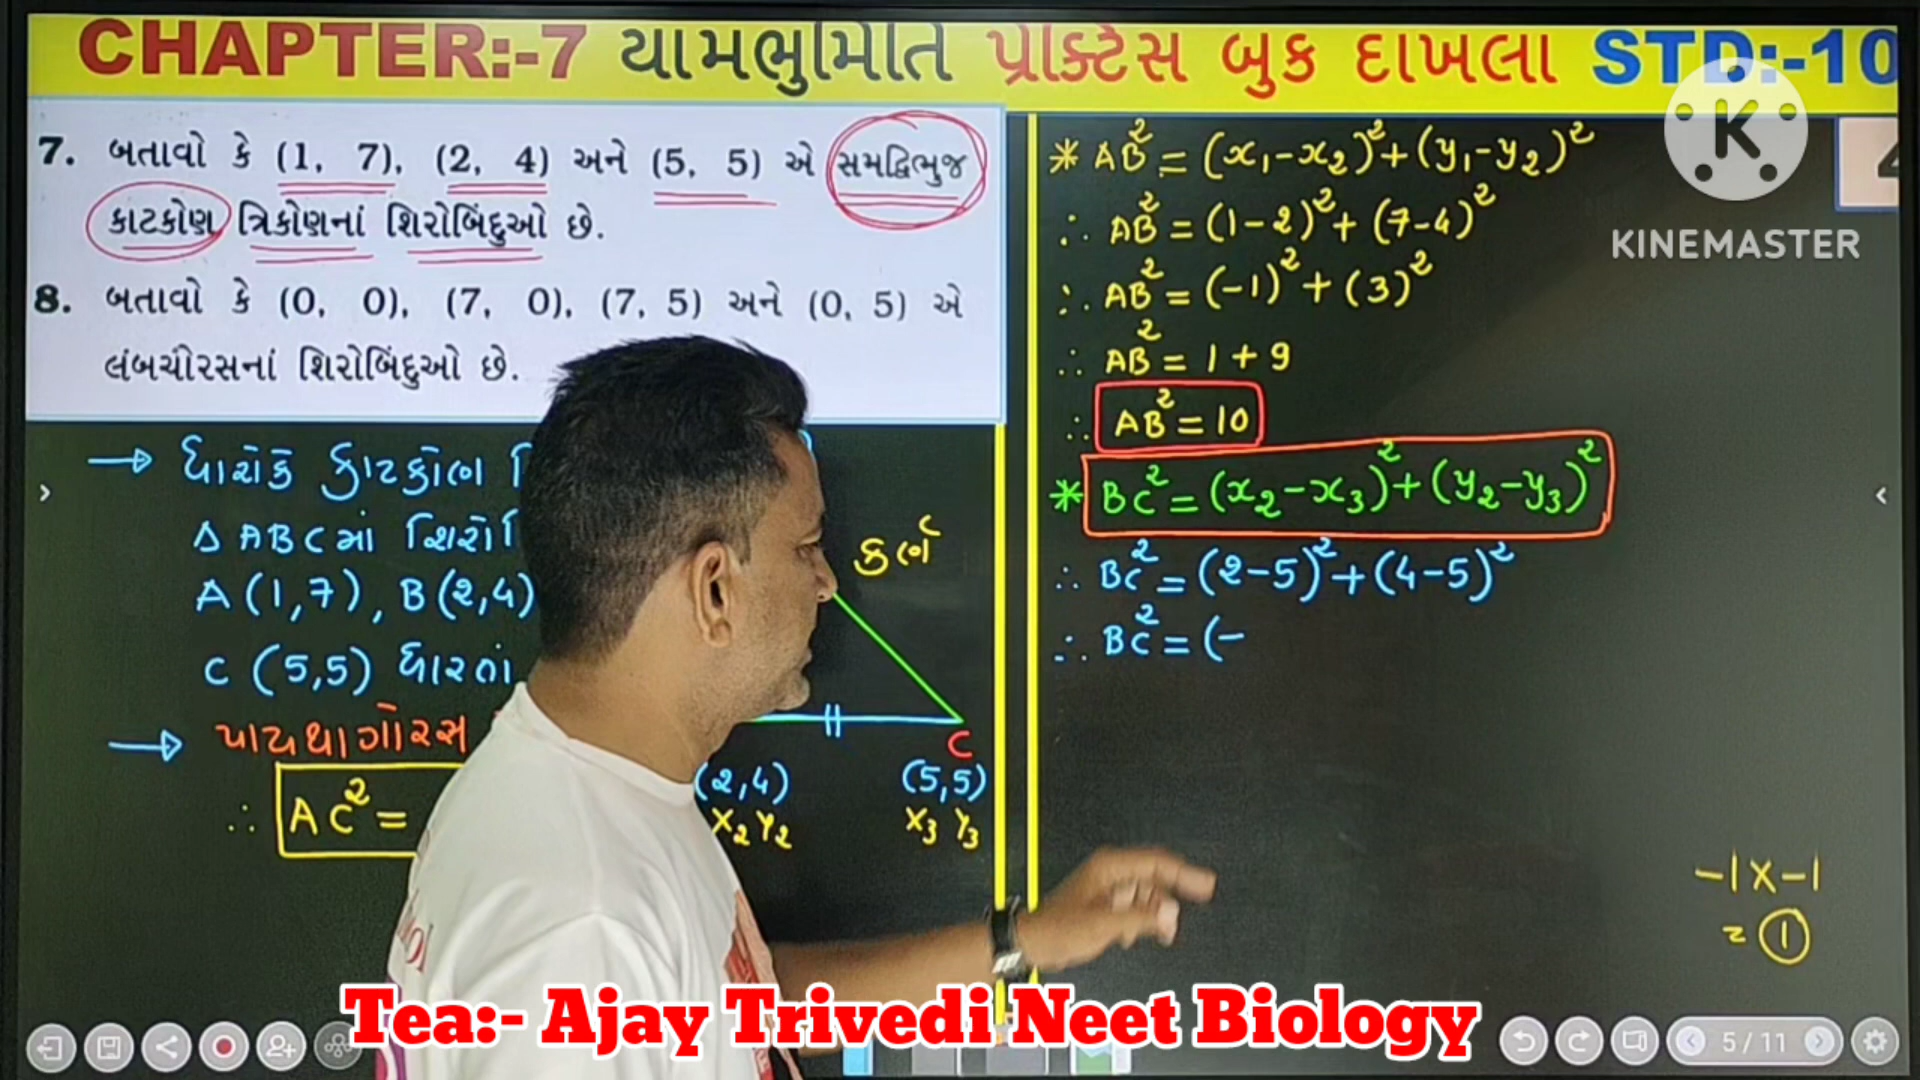 CHAPTER:-7 યામભુમિતિ પ્રેક્ટિસ બુક દાખલા STD:-10
7. બતાવો કે (1, 7), (2, 4) અને (5, 5) એ સમદ્વિભુજ
કાટકોણ ત્રિકોણનાં શિરોબિંદુઓ છે.
8. બતાવો કે (0, 0), (7, 0), (7, 5) અને (0, 5) એ
લંબચોરસનાં શિરોબિંદુઓ છે.
→ ધારોકે કાટકોણ
Δ ABCમાં
A(1,7), B(2,4)
C (5,5) ધારતાં
→ પાયથાગોરસ
∴ AC² =
કર્ણ
C
(2,4) (5,5)
X₂ Y₂ X₃ Y₃
* AB² = (x₁-x₂)² + (y₁-y₂)²
∴ AB² = (1-2)² + (7-4)²
∴ AB² = (-1)² + (3)²
∴ AB² = 1 + 9
∴ AB² = 10
* BC² = (x₂-x₃)² + (y₂-y₃)²
∴ BC² = (2-5)² + (4-5)²
∴ BC² = (-
-1 x -1
= 1
K
KINEMASTER
Tea:- Ajay Trivedi Neet Biology
5 / 11